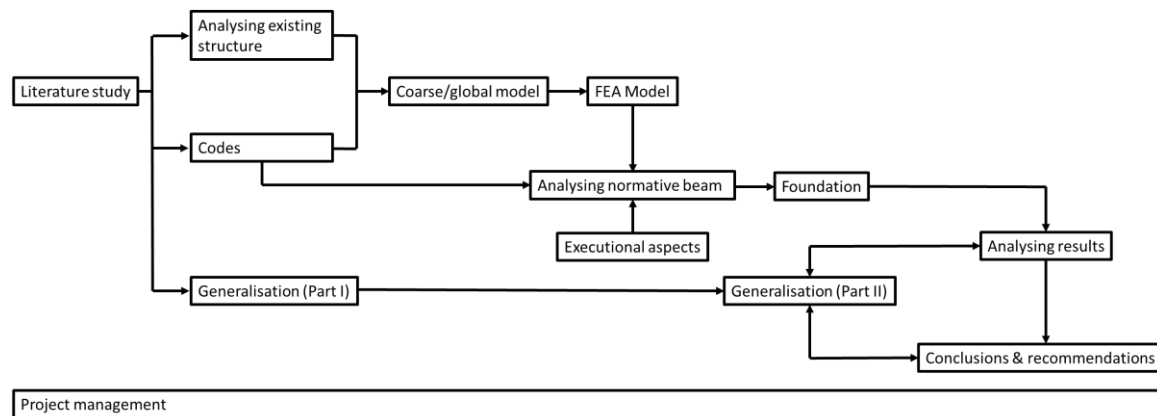 Analysing existing
structure
Literature study
Coarse/global model
FEA Model
Codes
Analysing normative beam
Foundation
Executional aspects
Analysing results
Generalisation (Part I)
Generalisation (Part II)
Conclusions & recommendations
Project management